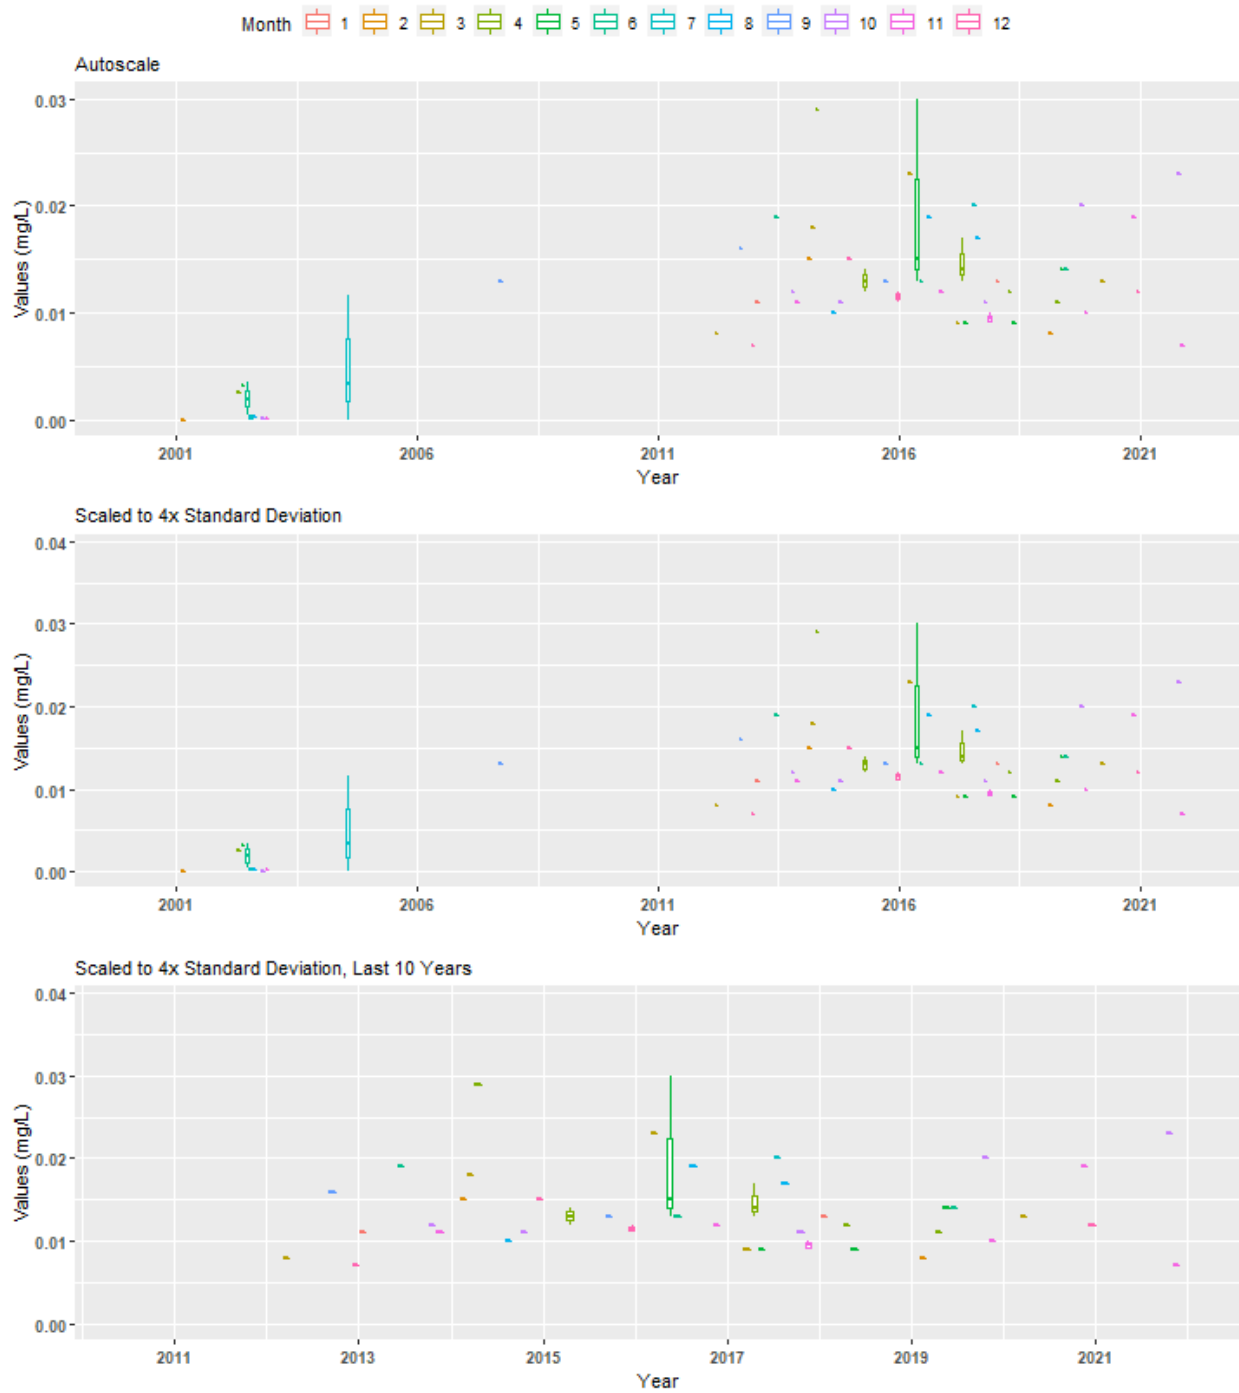 Month 1 2 3 4 5 6 7 8 9 10 11 12
Autoscale
0.03
0.02
0.01
0.00
Values (mg/L)
2001 2006 2011 2016 2021
Year
Scaled to 4x Standard Deviation
0.04
0.03
0.02
0.01
0.00
Values (mg/L)
2001 2006 2011 2016 2021
Year
Scaled to 4x Standard Deviation, Last 10 Years
0.04
0.03
0.02
0.01
0.00
Values (mg/L)
2011 2013 2015 2017 2019 2021
Year